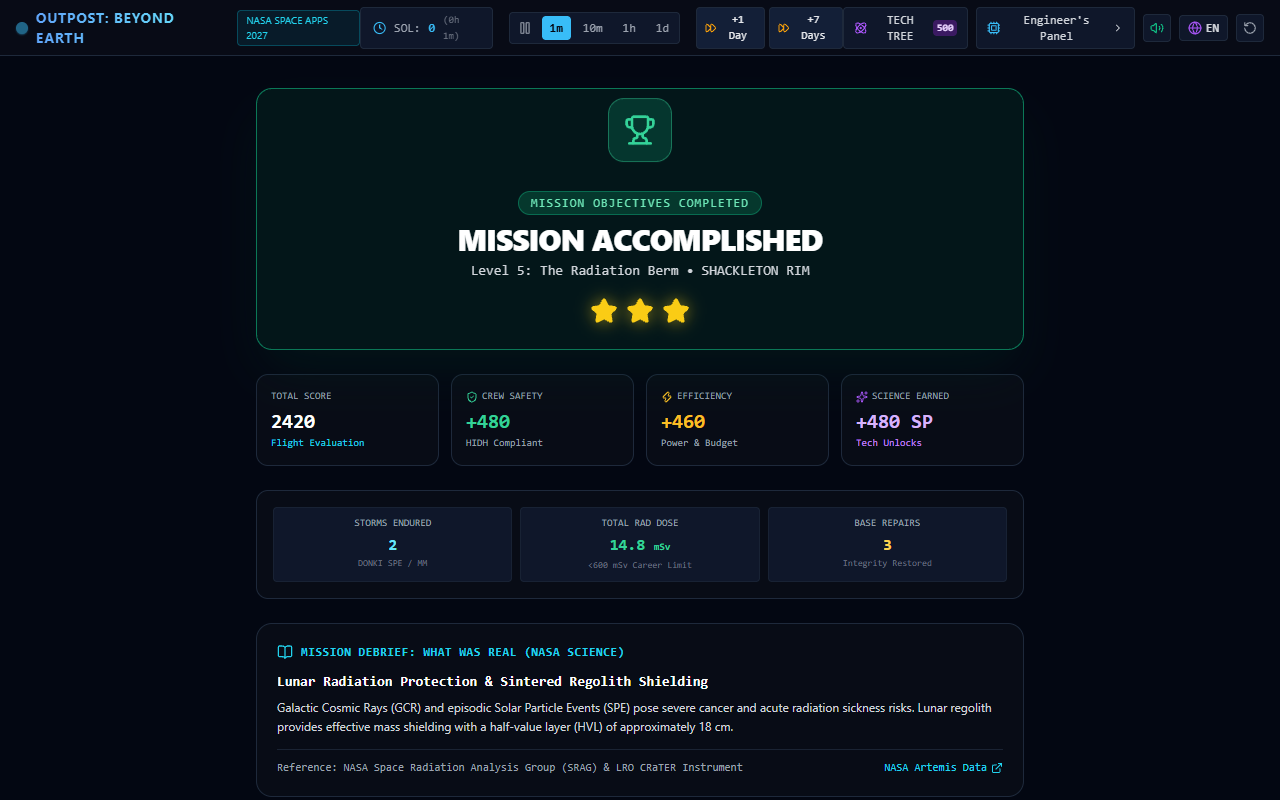 OUTPOST: BEYOND EARTH
NASA SPACE APPS 2027
SOL: 0 (0h 1m)
1m 10m 1h 1d
+1 Day
+7 Days
TECH TREE 500
Engineer's Panel
EN
MISSION OBJECTIVES COMPLETED
MISSION ACCOMPLISHED
Level 5: The Radiation Berm • SHACKLETON RIM
TOTAL SCORE
2420
Flight Evaluation
CREW SAFETY
+480
HIDH Compliant
EFFICIENCY
+460
Power & Budget
SCIENCE EARNED
+480 SP
Tech Unlocks
STORMS ENDURED
2
DONKI SPE / MM
TOTAL RAD DOSE
14.8 mSv
<600 mSv Career Limit
BASE REPAIRS
3
Integrity Restored
MISSION DEBRIEF: WHAT WAS REAL (NASA SCIENCE)
Lunar Radiation Protection & Sintered Regolith Shielding
Galactic Cosmic Rays (GCR) and episodic Solar Particle Events (SPE) pose severe cancer and acute radiation sickness risks. Lunar regolith
provides effective mass shielding with a half-value layer (HVL) of approximately 18 cm.
Reference: NASA Space Radiation Analysis Group (SRAG) & LRO CRaTER Instrument
NASA Artemis Data